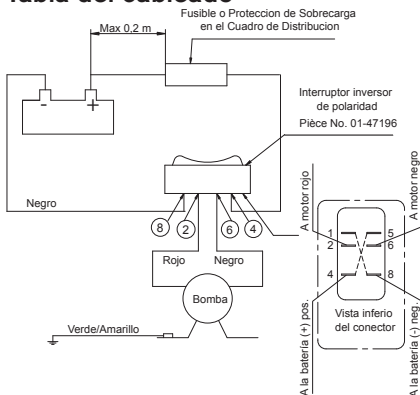 Tabla del cableado
Fusible o Proteccion de Sobrecarga
en el Cuadro de Distribucion
Max 0,2 m
- +
Interruptor inversor
de polaridad
Pièce No. 01-47196
Negro
8 2 6 4
Rojo Negro
Bomba
Verde/Amarillo
A motor rojo
A motor negro
1 5
2 6
4 8
Vista inferio
del conector
A la batería (+) pos.
A la batería (-) neg.